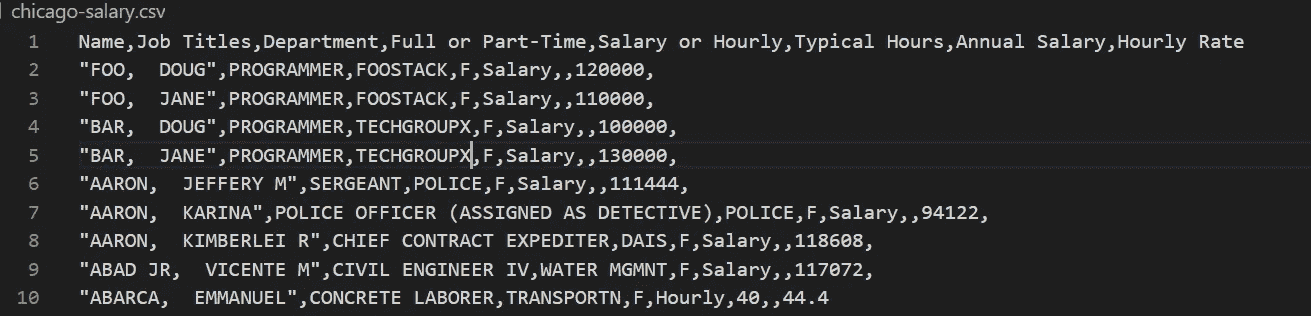 chicago-salary.csv
1 Name,Job Titles,Department,Full or Part-Time,Salary or Hourly,Typical Hours,Annual Salary,Hourly Rate
2 "FOO,  DOUG",PROGRAMMER,FOOSTACK,F,Salary,,120000,
3 "FOO,  JANE",PROGRAMMER,FOOSTACK,F,Salary,,110000,
4 "BAR,  DOUG",PROGRAMMER,TECHGROUPX,F,Salary,,100000,
5 "BAR,  JANE",PROGRAMMER,TECHGROUPX,F,Salary,,130000,
6 "AARON,  JEFFERY M",SERGEANT,POLICE,F,Salary,,111444,
7 "AARON,  KARINA",POLICE OFFICER (ASSIGNED AS DETECTIVE),POLICE,F,Salary,,94122,
8 "AARON,  KIMBERLEI R",CHIEF CONTRACT EXPEDITER,DAIS,F,Salary,,118608,
9 "ABAD JR,  VICENTE M",CIVIL ENGINEER IV,WATER MGMNT,F,Salary,,117072,
10 "ABARCA,  EMMANUEL",CONCRETE LABORER,TRANSPORTN,F,Hourly,40,,44.4